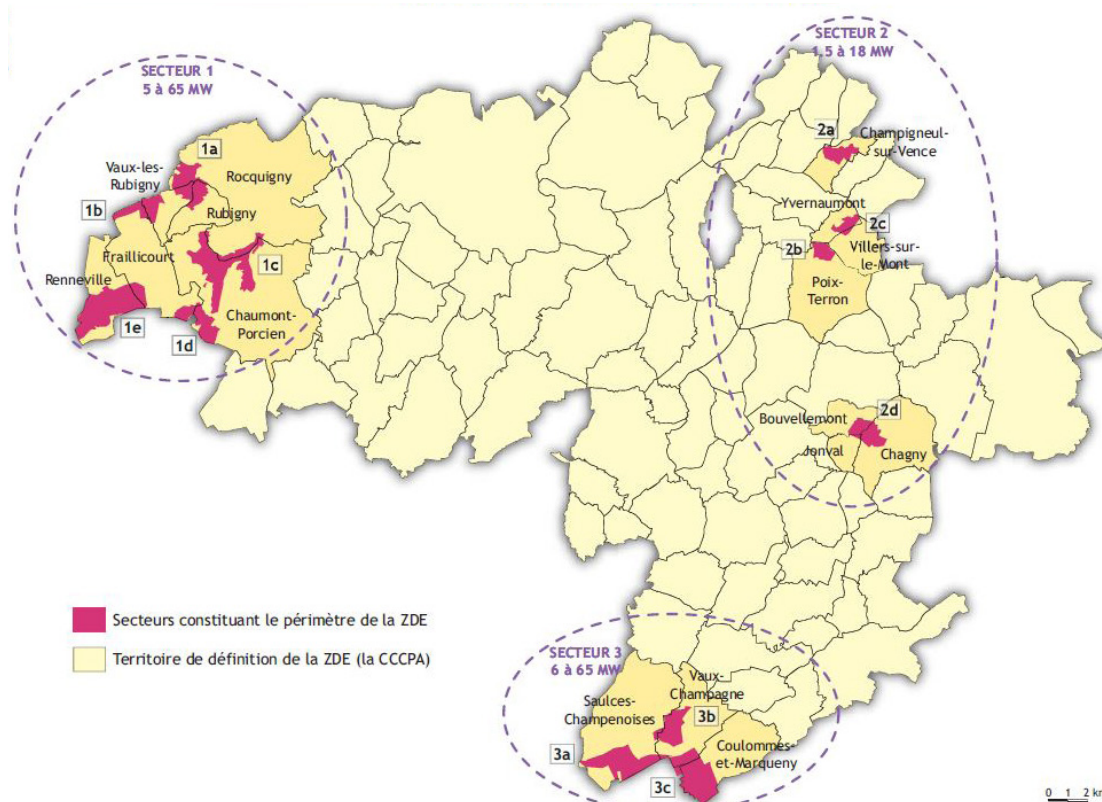 SECTEUR 1
5 à 65 MW
SECTEUR 2
1.5 à 18 MW
1a
Vaux-les-
Rubigny
Rocquigny
1b
Rubigny
Fraillicourt
1c
Renneville
Chaumont-
Porcien
1e
1d
2a
Champigneul-
sur-Vence
Yvernaumont
2c
2b
Villers-sur-
le-Mont
Poix-
Terron
Bouvellemont
2d
Jonval
Chagny
Secteurs constituant le périmètre de la ZDE
Territoire de définition de la ZDE (la CCCPA)
SECTEUR 3
6 à 65 MW
Vaux-
Champagne
Saulces-
Champenoises
3b
3a
Coulommes-
et-Marqueny
3c
0 1 2 km